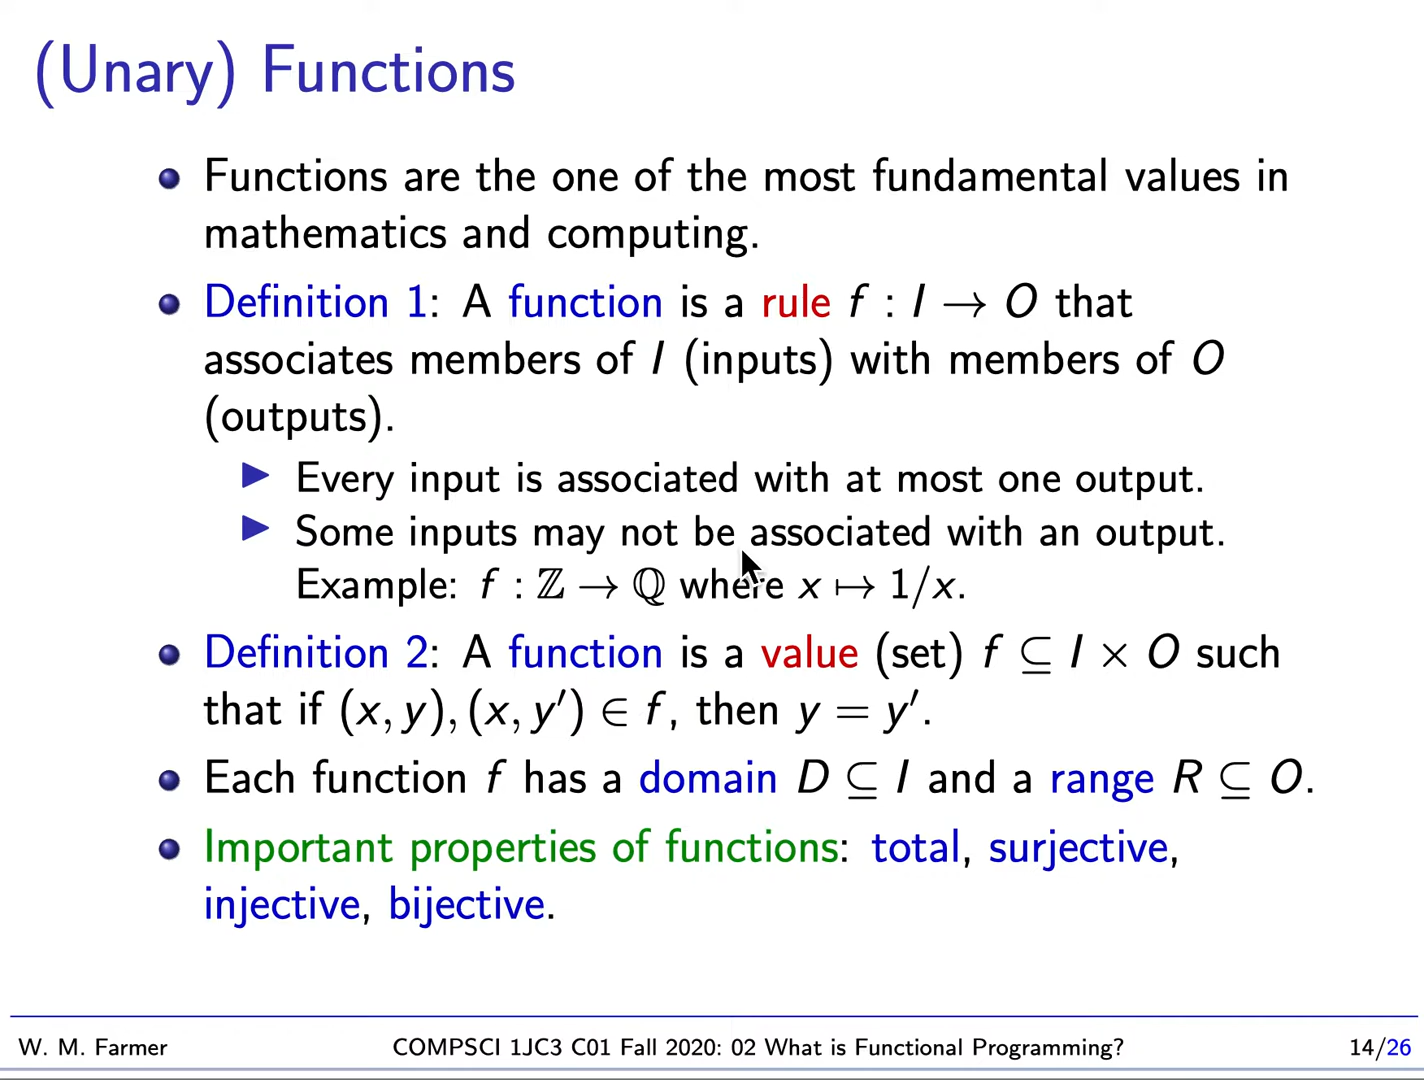 (Unary) Functions
Functions are the one of the most fundamental values in
mathematics and computing.
Definition 1: A function is a rule f : I → O that
associates members of I (inputs) with members of O
(outputs).
Every input is associated with at most one output.
Some inputs may not be associated with an output.
Example: f : ℤ → ℚ where x ↦ 1/x.
Definition 2: A function is a value (set) f ⊆ I × O such
that if (x, y), (x, y′) ∈ f, then y = y′.
Each function f has a domain D ⊆ I and a range R ⊆ O.
Important properties of functions: total, surjective,
injective, bijective.
W. M. Farmer COMPSCI 1JC3 C01 Fall 2020: 02 What is Functional Programming? 14/26